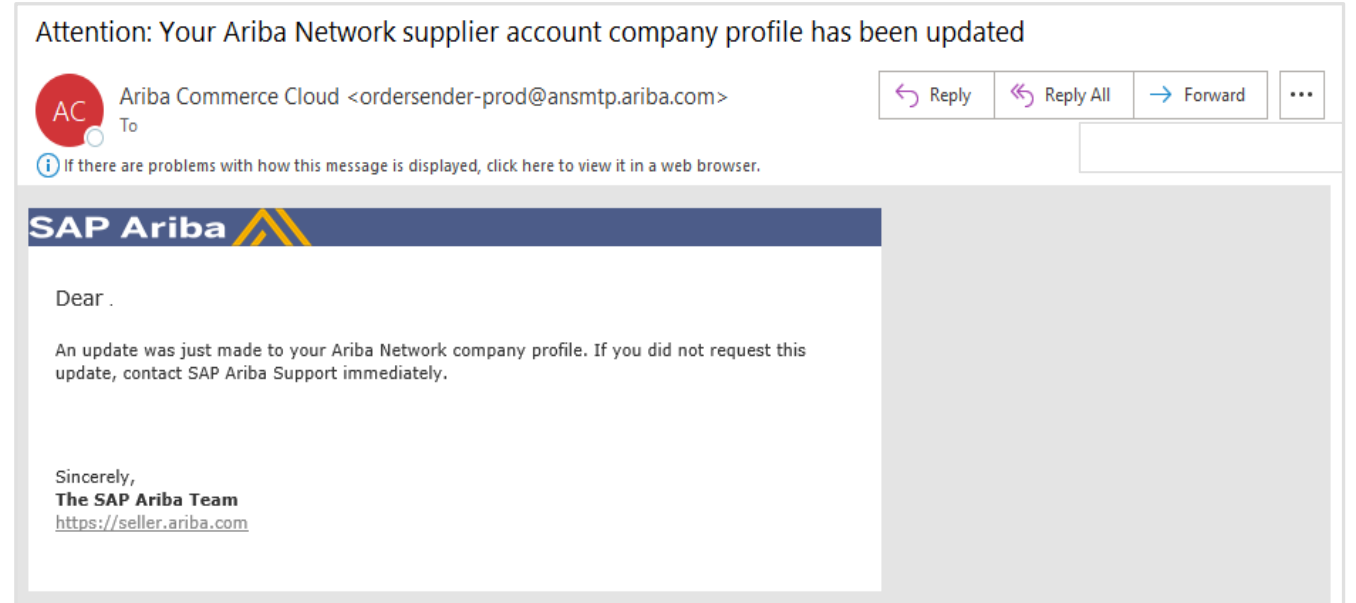 Attention: Your Ariba Network supplier account company profile has been updated
AC
Ariba Commerce Cloud <ordersender-prod@ansmtp.ariba.com>
To
Reply
Reply All
Forward
If there are problems with how this message is displayed, click here to view it in a web browser.
SAP Ariba
Dear .
An update was just made to your Ariba Network company profile. If you did not request this
update, contact SAP Ariba Support immediately.
Sincerely,
The SAP Ariba Team
https://seller.ariba.com